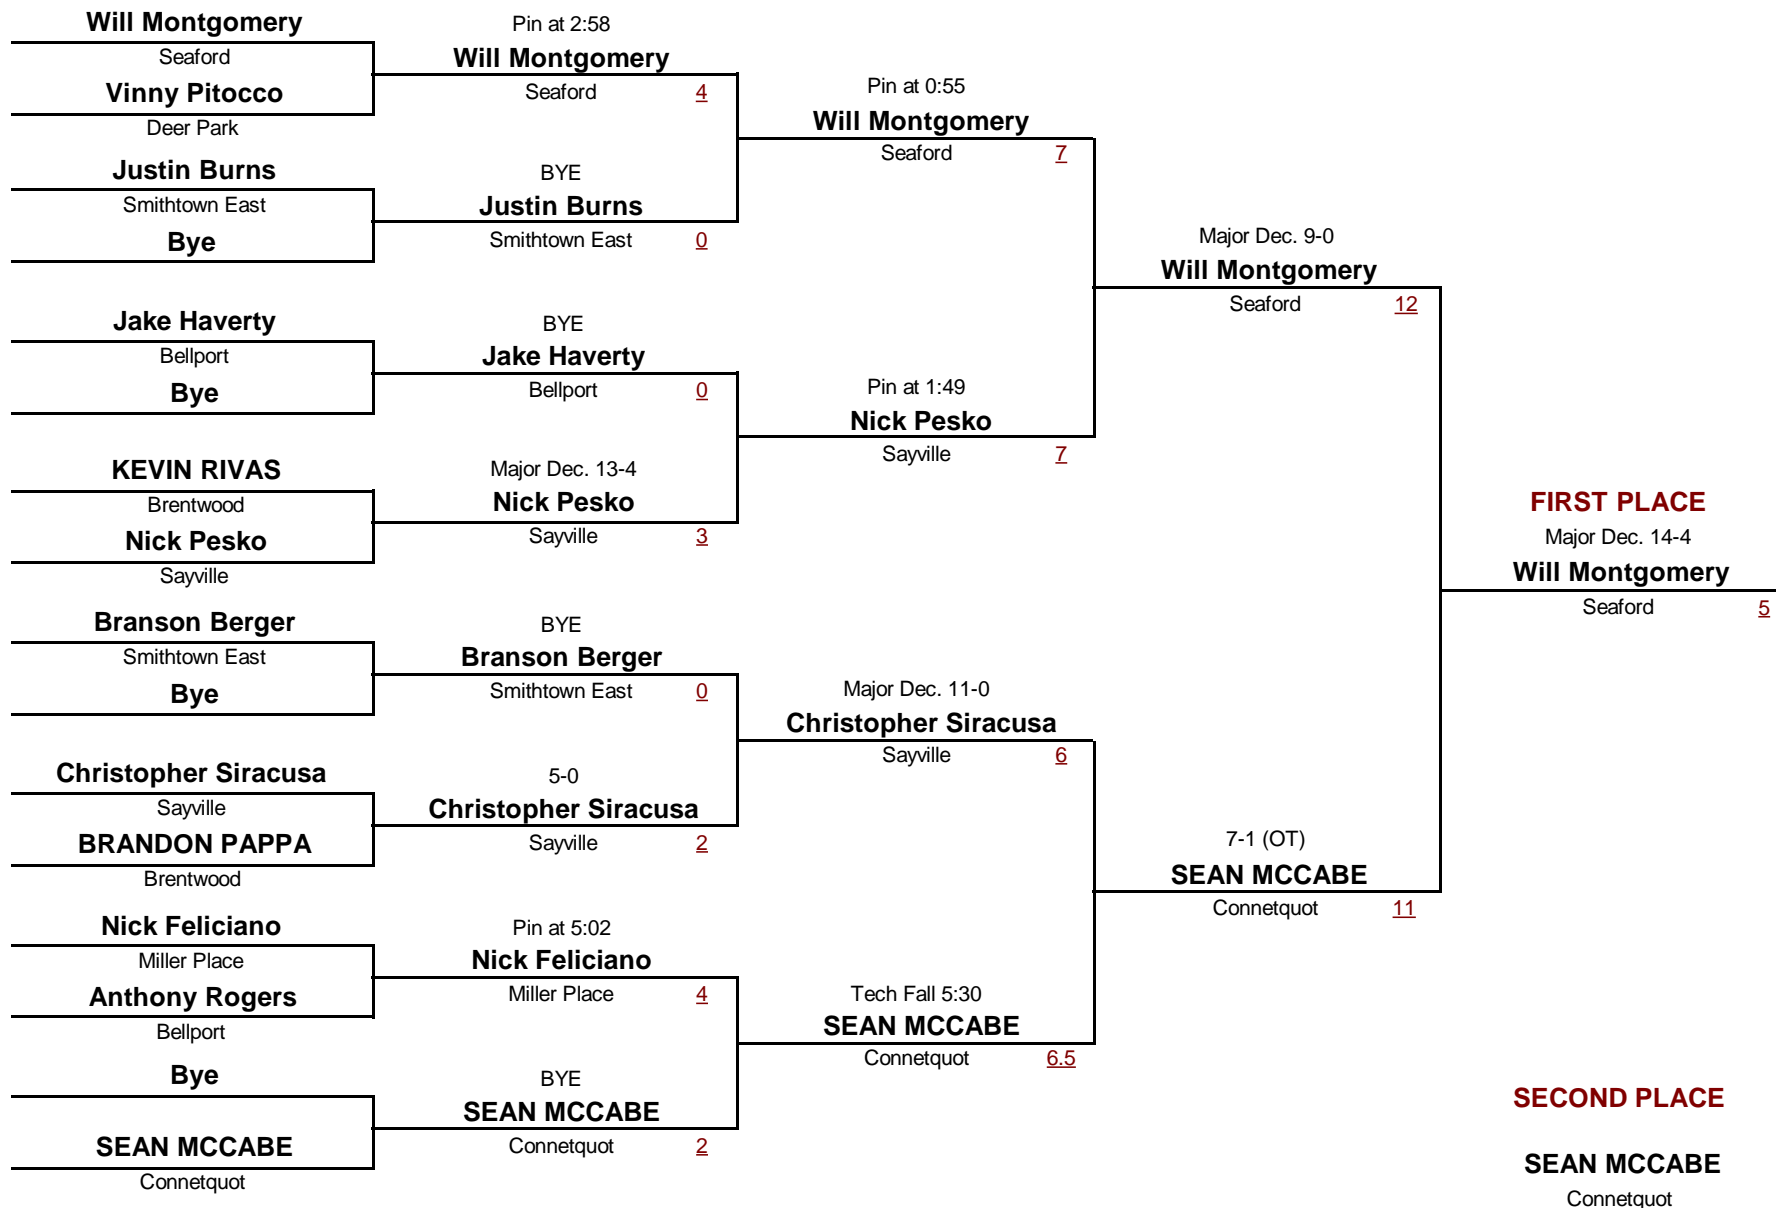 Will Montgomery
Seaford
Vinny Pitocco
Deer Park
Justin Burns
Smithtown East
Bye
Jake Haverty
Bellport
Bye
KEVIN RIVAS
Brentwood
Nick Pesko
Sayville
Branson Berger
Smithtown East
Bye
Christopher Siracusa
Sayville
BRANDON PAPPA
Brentwood
Nick Feliciano
Miller Place
Anthony Rogers
Bellport
Bye
SEAN MCCABE
Connetquot
Pin at 2:58
Will Montgomery
Seaford 4
BYE
Justin Burns
Smithtown East 0
BYE
Jake Haverty
Bellport 0
Major Dec. 13-4
Nick Pesko
Sayville 3
BYE
Branson Berger
Smithtown East 0
5-0
Christopher Siracusa
Sayville 2
Pin at 5:02
Nick Feliciano
Miller Place 4
BYE
SEAN MCCABE
Connetquot 2
Pin at 0:55
Will Montgomery
Seaford 7
Pin at 1:49
Nick Pesko
Sayville 7
Major Dec. 11-0
Christopher Siracusa
Sayville 6
Tech Fall 5:30
SEAN MCCABE
Connetquot 6.5
Major Dec. 9-0
Will Montgomery
Seaford 12
7-1 (OT)
SEAN MCCABE
Connetquot 11
FIRST PLACE
Major Dec. 14-4
Will Montgomery
Seaford 5
SECOND PLACE
SEAN MCCABE
Connetquot